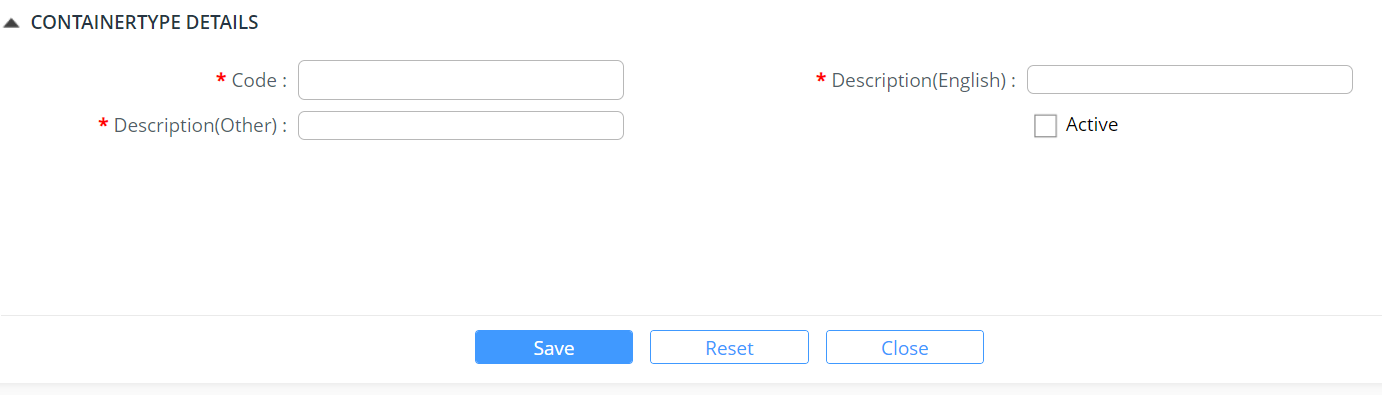 CONTAINERTYPE DETAILS
* Code :
* Description(English) :
* Description(Other) :
Active
Save
Reset
Close